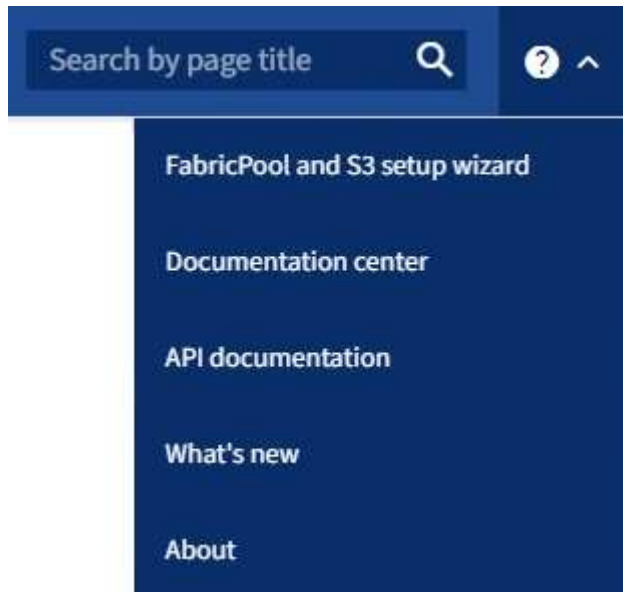 Search by page title
FabricPool and S3 setup wizard
Documentation center
API documentation
What's new
About